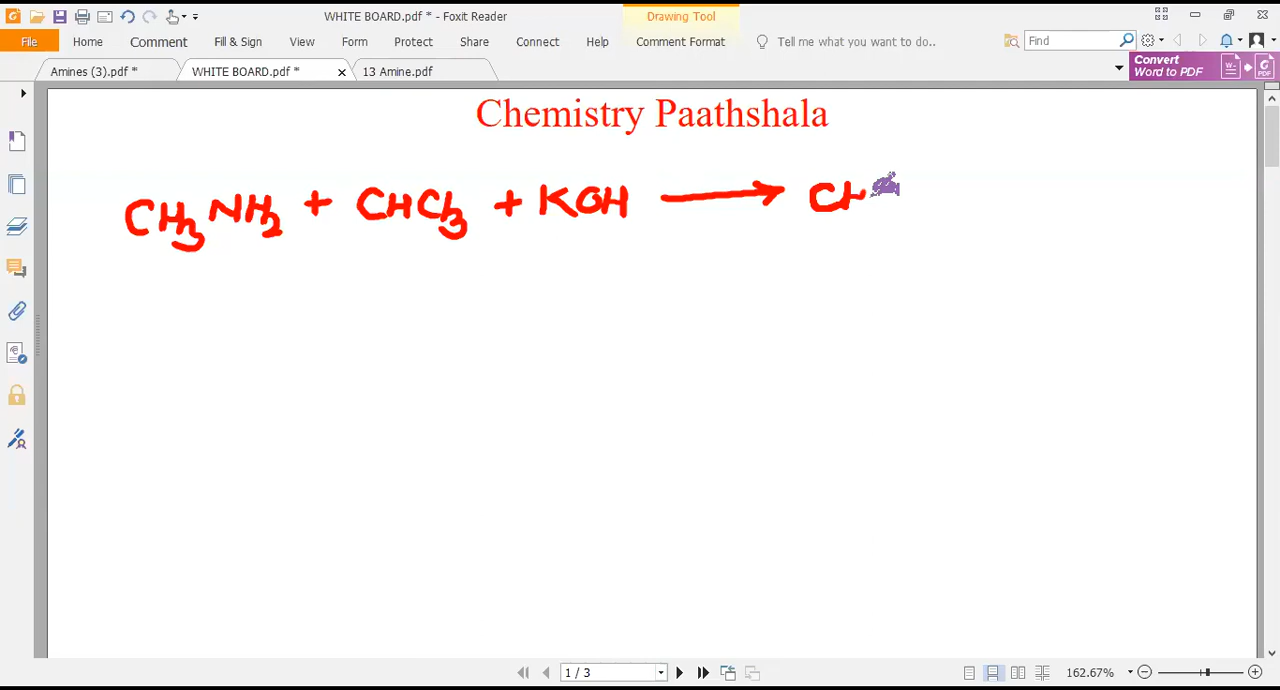 WHITE BOARD.pdf * - Foxit Reader
Drawing Tool
File Home Comment Fill & Sign View Form Protect Share Connect Help Comment Format Tell me what you want to do.. Find
Amines (3).pdf * WHITE BOARD.pdf * 13 Amine.pdf
Convert
Word to PDF
Chemistry Paathshala
CH₃NH₂ + CHCl₃ + KOH ⟶ CH
1 / 3 162.67%